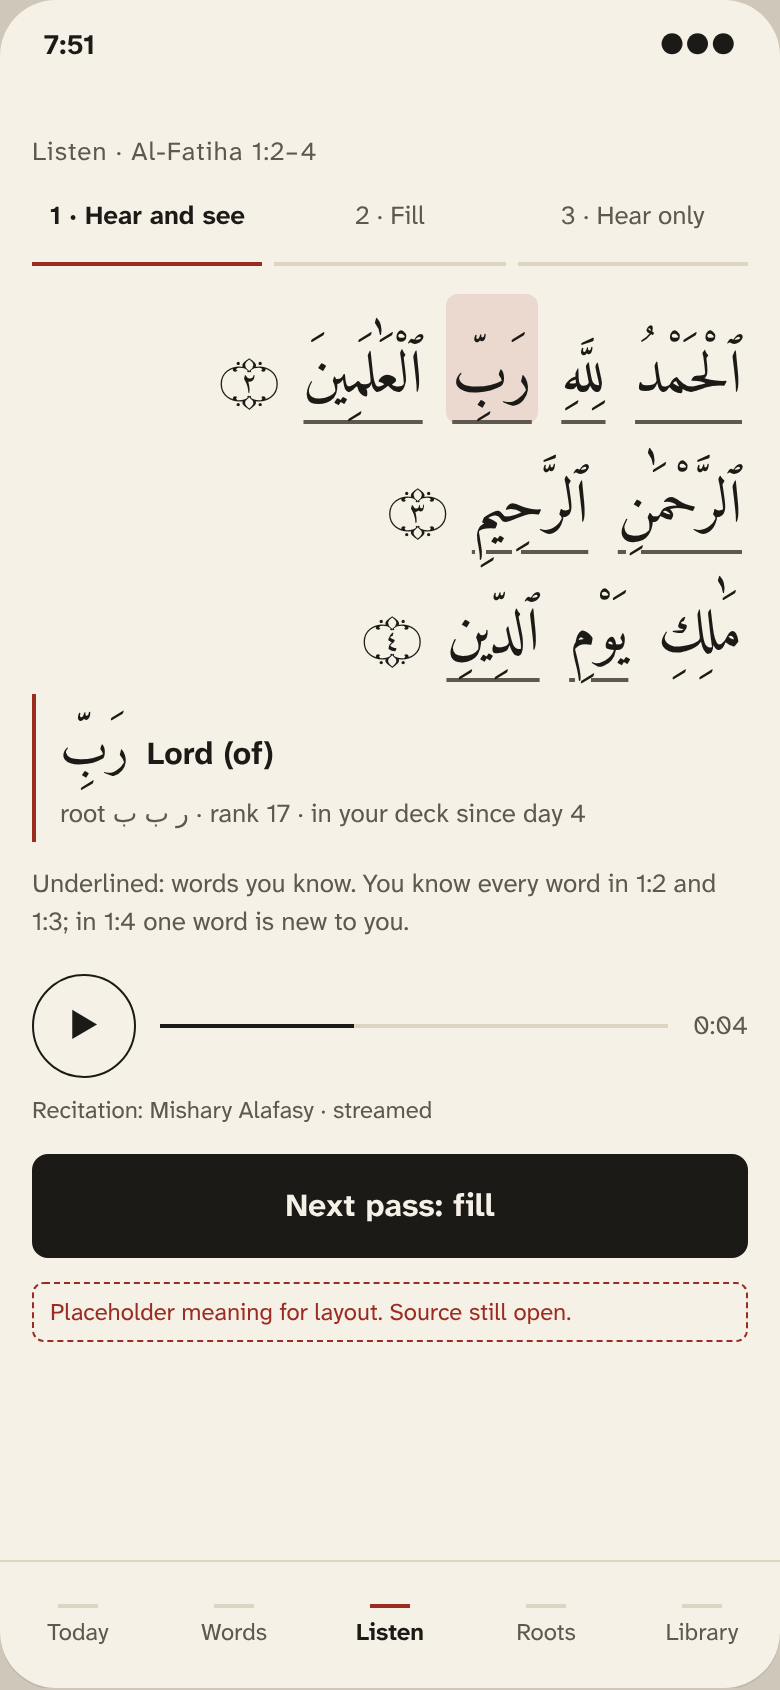 7:51
Listen · Al-Fatiha 1:2–4
1 · Hear and see
2 · Fill
3 · Hear only
ٱلْحَمْدُ لِلَّهِ رَبِّ ٱلْعَٰلَمِينَ ٢
ٱلرَّحْمَٰنِ ٱلرَّحِيمِ ٣
مَٰلِكِ يَوْمِ ٱلدِّينِ ٤
رَبِّ Lord (of)
root ر ب ب · rank 17 · in your deck since day 4
Underlined: words you know. You know every word in 1:2 and
1:3; in 1:4 one word is new to you.
0:04
Recitation: Mishary Alafasy · streamed
Next pass: fill
Placeholder meaning for layout. Source still open.
Today
Words
Listen
Roots
Library